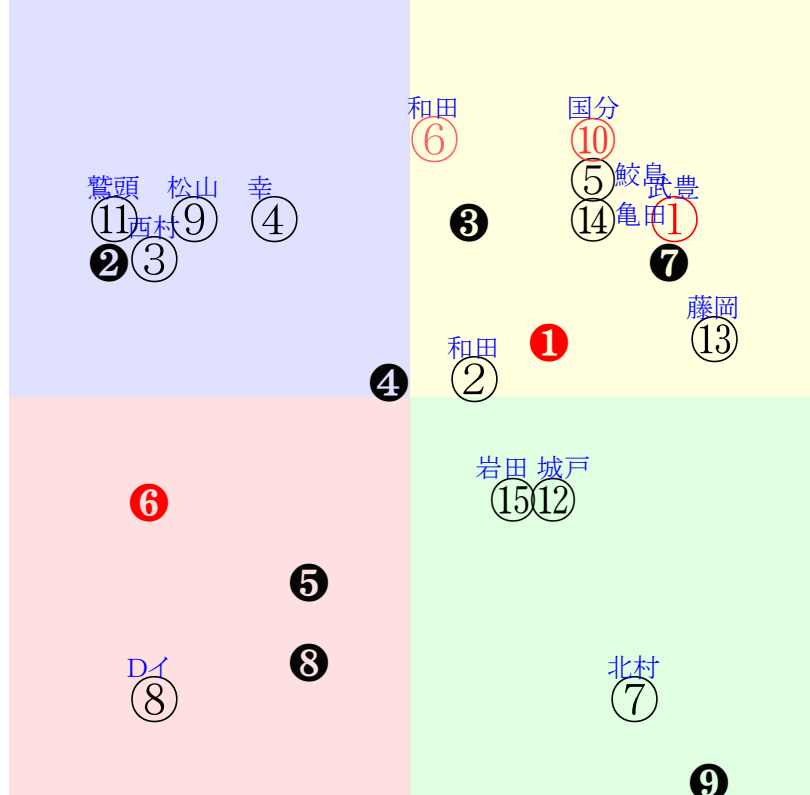 和田 国分
⑥ ⑩
⑤ 鮫島
鷲頭 松山 幸 武豊
⑪ ⑨ ④ ❸ ⑭ 亀田 ①
西村
❷ ③ ❼
藤岡
❶ ⑬
和田
❹ ②
岩田 城戸
❻ ⑮ ⑫
❺
Dイ ❽ 北村
⑧ ⑦
❾